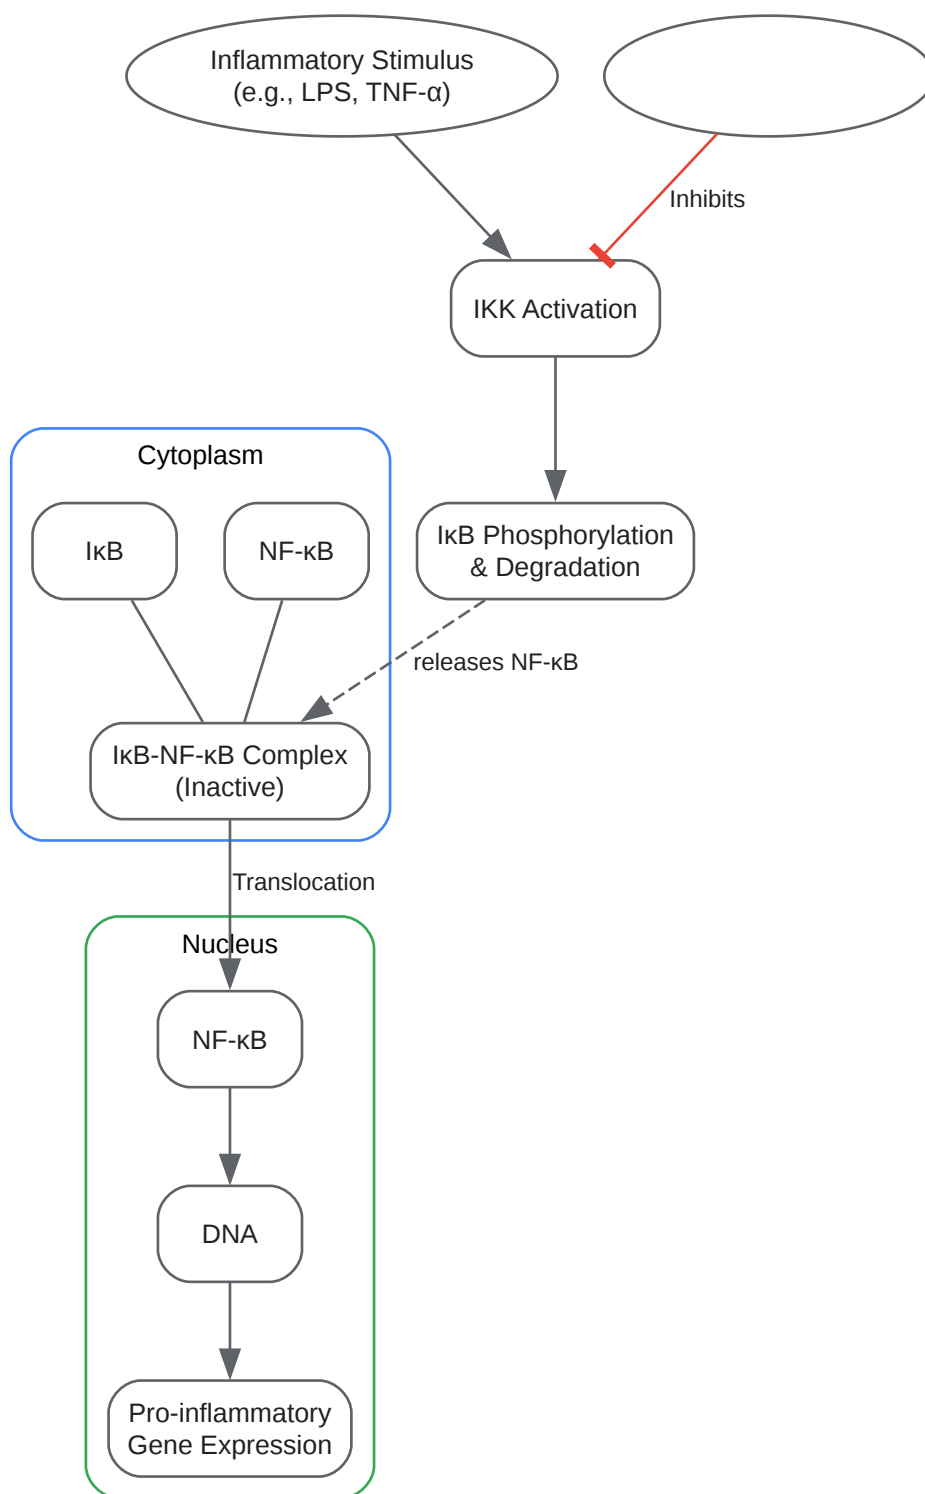 Inflammatory Stimulus
(e.g., LPS, TNF-α)
Inhibits
IKK Activation
Cytoplasm
IκB
NF-κB
IκB Phosphorylation
& Degradation
releases NF-κB
IκB-NF-κB Complex
(Inactive)
Translocation
Nucleus
NF-κB
DNA
Pro-inflammatory
Gene Expression